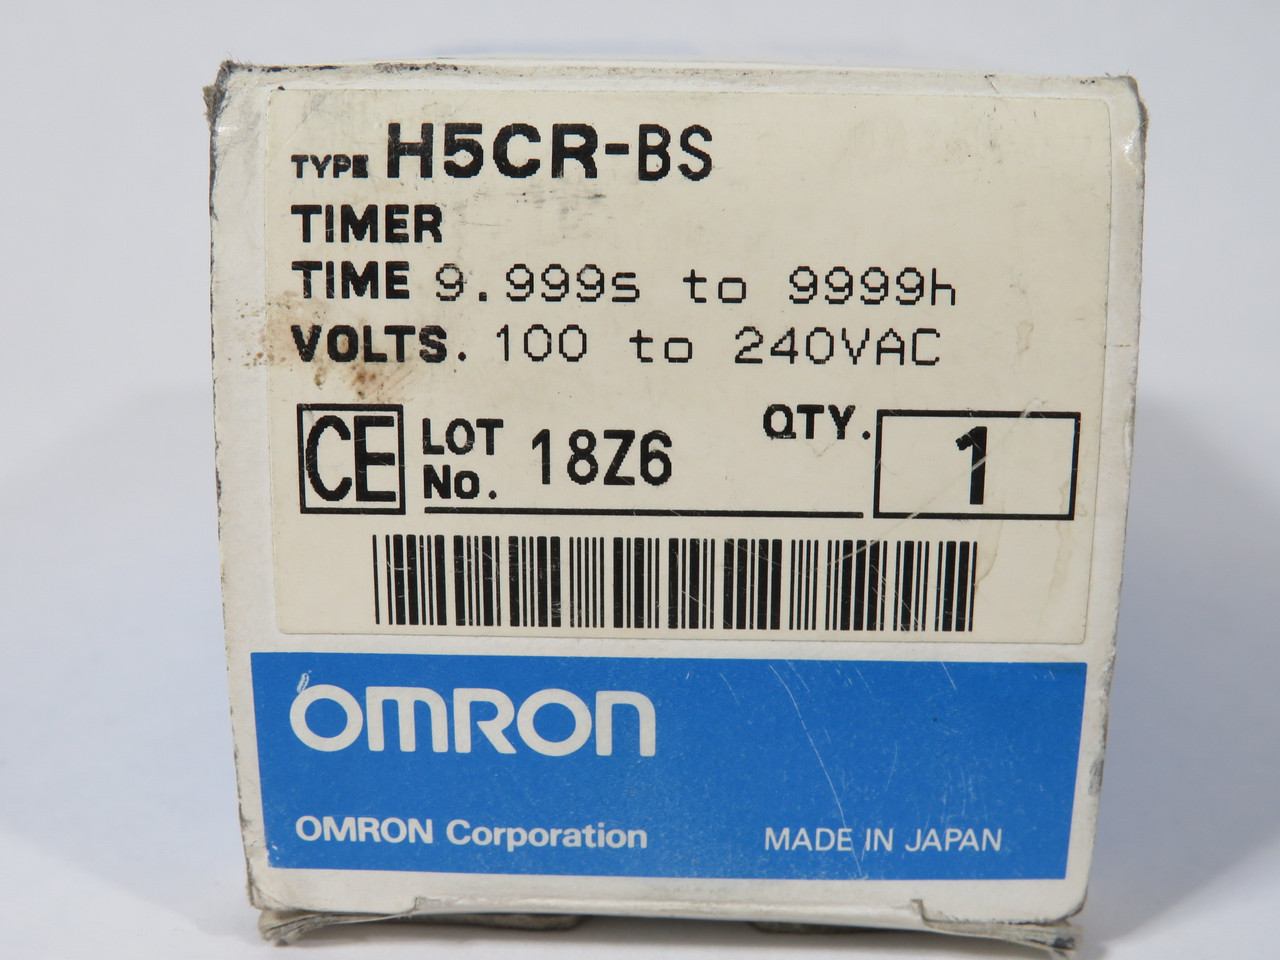 TYPE H5CR-BS
TIMER
TIME 9.999s to 9999h
VOLTS. 100 to 240VAC
CE LOT No. 18Z6 QTY. 1
OMRON
OMRON Corporation MADE IN JAPAN